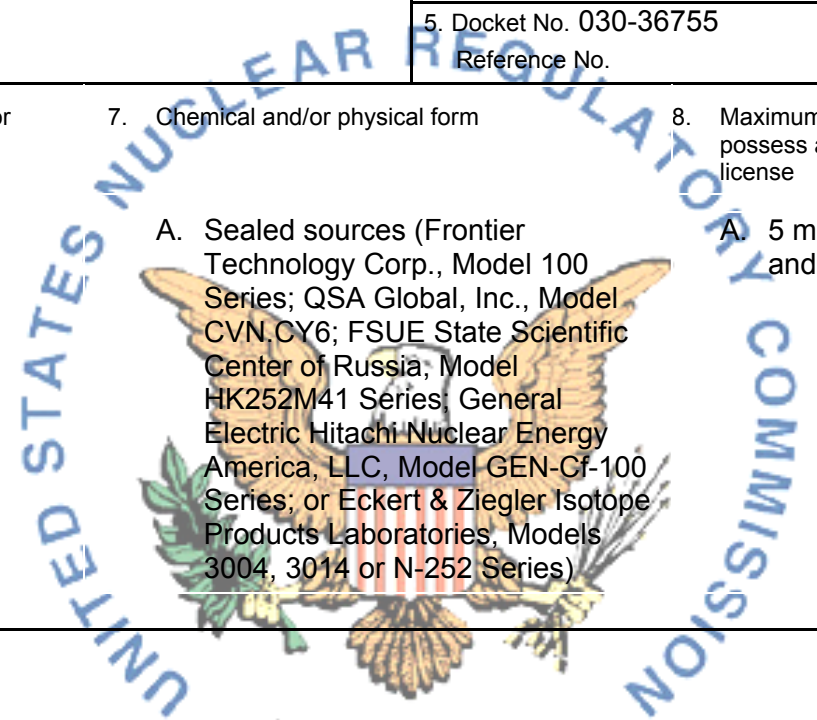 5. Docket No. 030-36755
Reference No.
or
7. Chemical and/or physical form
8. Maximum
possess a
license
A. Sealed sources (Frontier
Technology Corp., Model 100
Series; QSA Global, Inc., Model
CVN.CY6; FSUE State Scientific
Center of Russia; Model
HK252M41 Series; General
Electric Hitachi Nuclear Energy
America, LLC, Model GEN-Cf-100
Series; or Eckert & Ziegler Isotope
Products Laboratories, Models
3004, 3014 or N-252 Series)
A. 5 m
and
UNITED STATES NUCLEAR REGULATORY COMMISSION